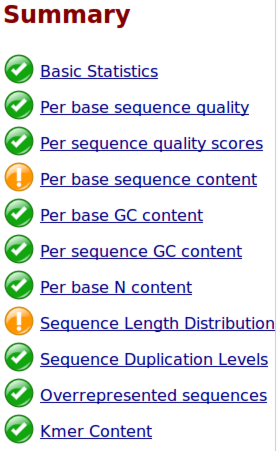 Summary
Basic Statistics
Per base sequence quality
Per sequence quality scores
Per base sequence content
Per base GC content
Per sequence GC content
Per base N content
Sequence Length Distribution
Sequence Duplication Levels
Overrepresented sequences
Kmer Content